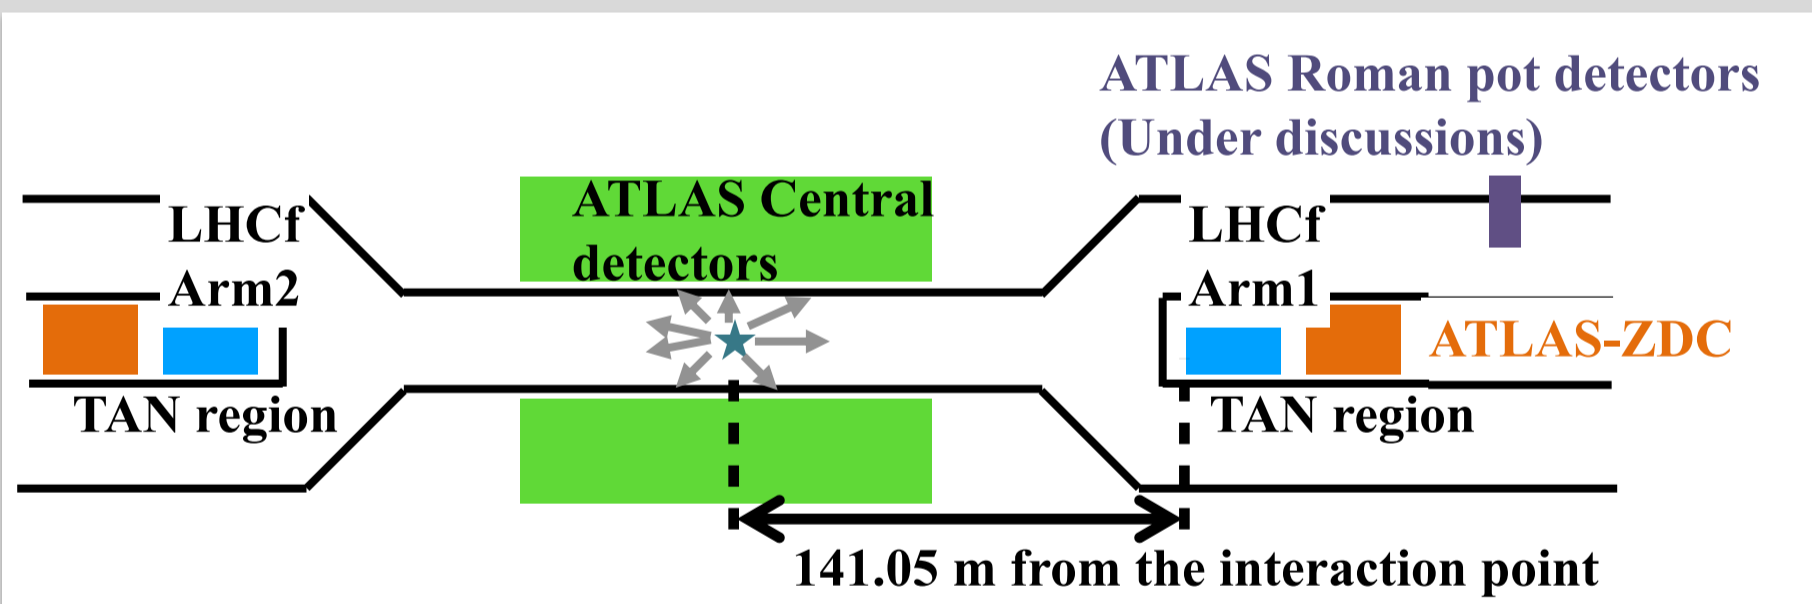 ATLAS Roman pot detectors
(Under discussions)
ATLAS Central
detectors
LHCf
Arm2
LHCf
Arm1
ATLAS-ZDC
TAN region
TAN region
141.05 m from the interaction point